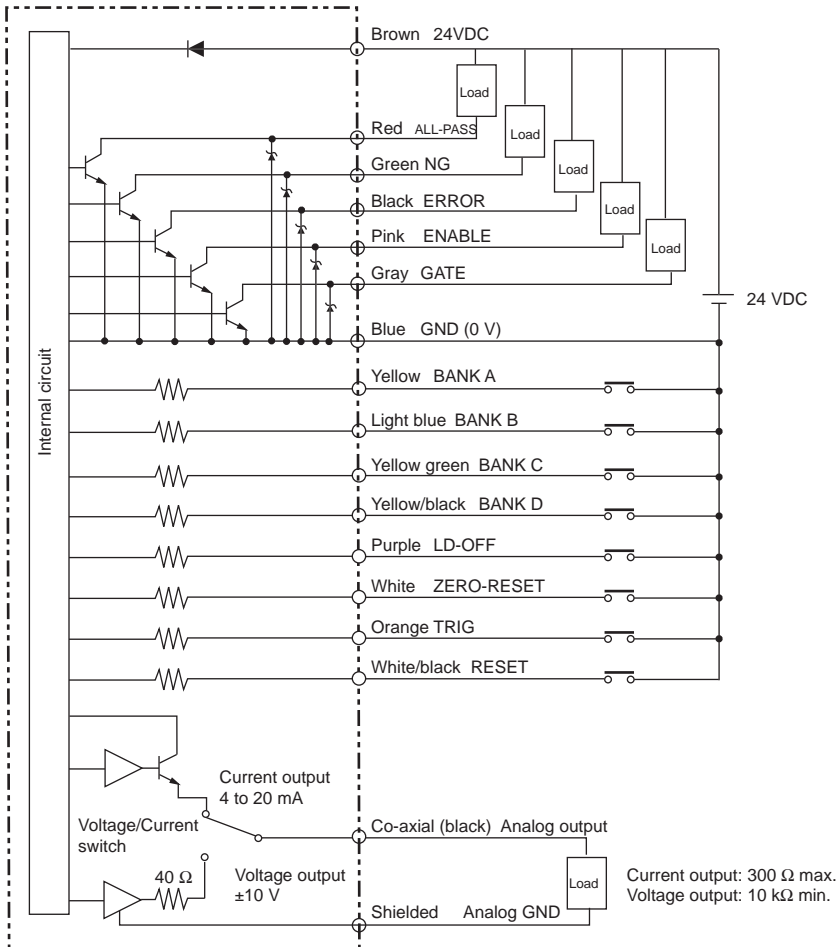 Brown 24VDC
Load
Red ALL-PASS
Load
Green NG
Load
Black ERROR
Load
Pink ENABLE
Load
Gray GATE
24 VDC
Blue GND (0 V)
Internal circuit
Yellow BANK A
Light blue BANK B
Yellow green BANK C
Yellow/black BANK D
Purple LD-OFF
White ZERO-RESET
Orange TRIG
White/black RESET
Current output
4 to 20 mA
Voltage/Current
switch
Co-axial (black) Analog output
40 Ω
Voltage output
±10 V
Load
Current output: 300 Ω max.
Voltage output: 10 kΩ min.
Shielded Analog GND